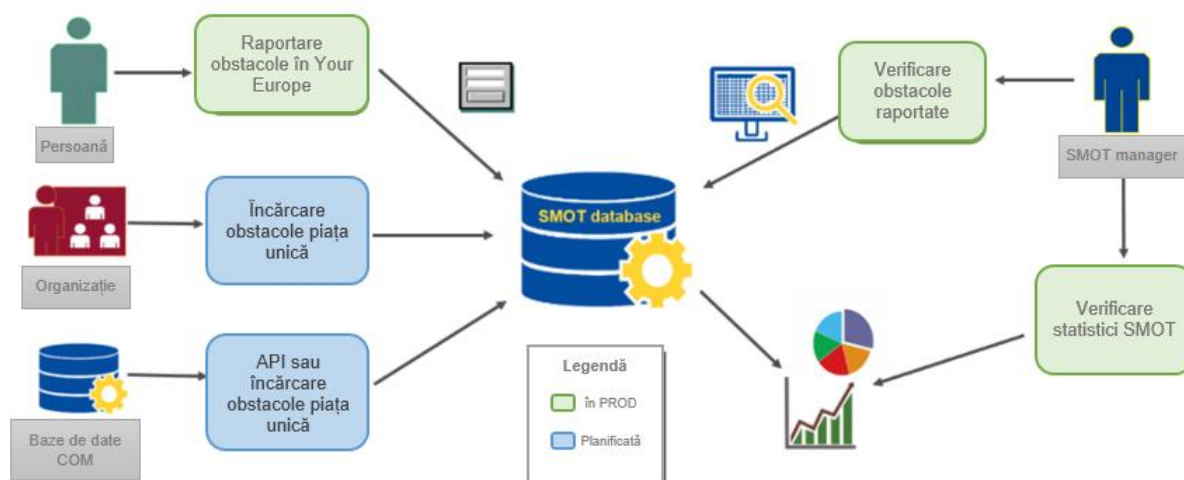 Raportare
obstacole în Your
Europe
Persoană
Verificare
obstacole
raportate
SMOT manager
Încărcare
obstacole piața
unică
Organizație
SMOT database
Verificare
statistici SMOT
API sau
încărcare
obstacole piața
unică
Baze de date
COM
Legendă
în PROD
Planificată